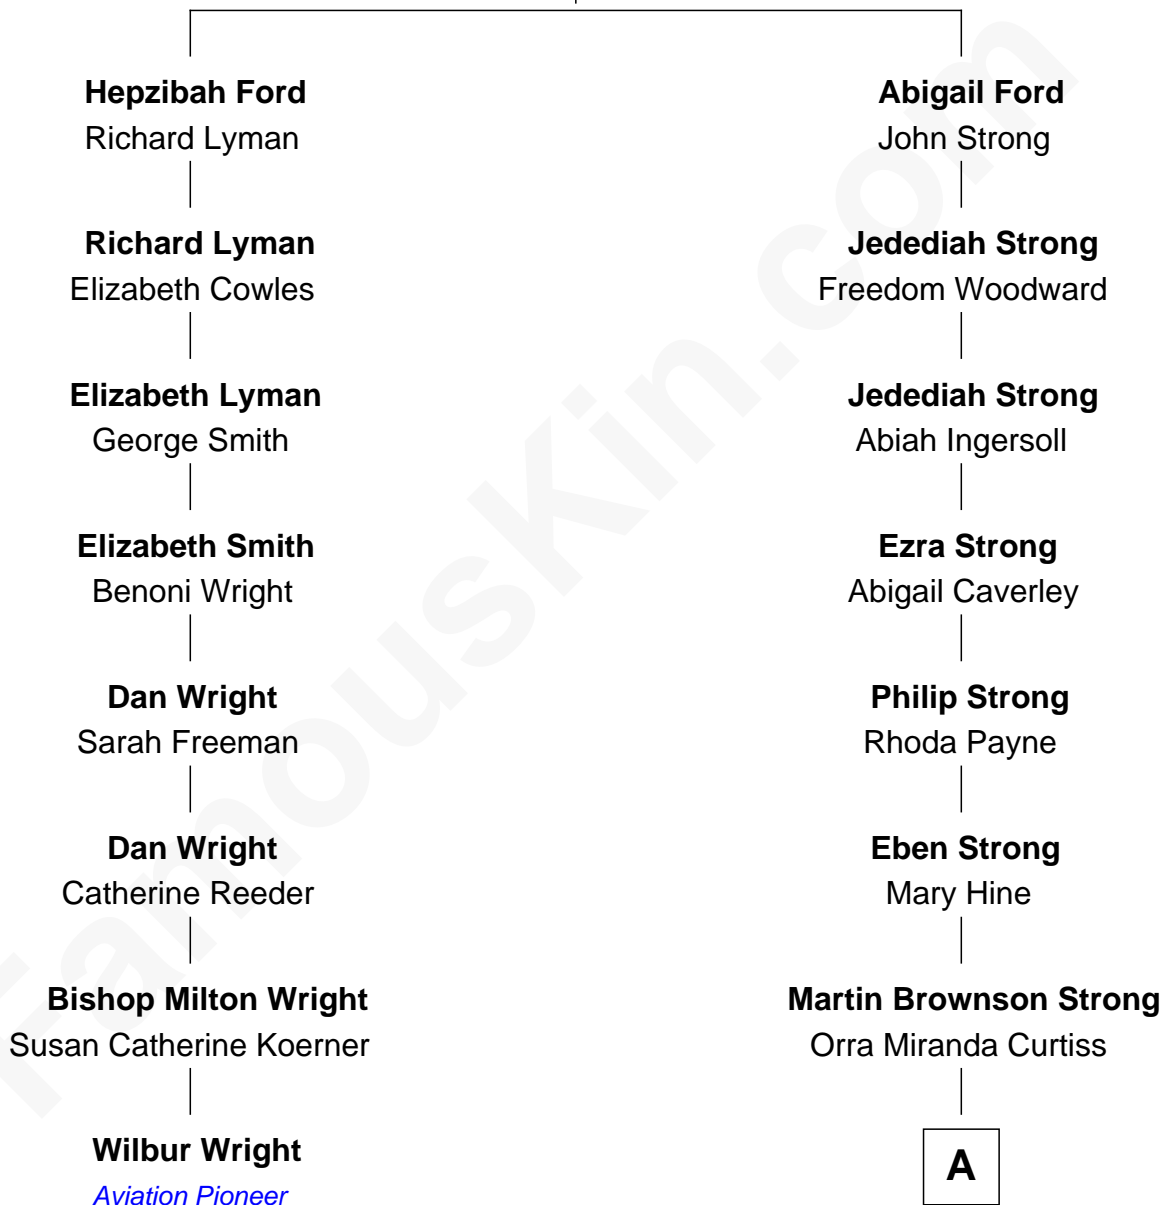 Hepzibah Ford
Richard Lyman
Abigail Ford
John Strong
Richard Lyman
Elizabeth Cowles
Jedediah Strong
Freedom Woodward
Elizabeth Lyman
George Smith
Jedediah Strong
Abiah Ingersoll
Elizabeth Smith
Benoni Wright
Ezra Strong
Abigail Caverley
Dan Wright
Sarah Freeman
Philip Strong
Rhoda Payne
Dan Wright
Catherine Reeder
Eben Strong
Mary Hine
Bishop Milton Wright
Susan Catherine Koerner
Martin Brownson Strong
Orra Miranda Curtiss
Wilbur Wright
Aviation Pioneer
A
FamousKin.com